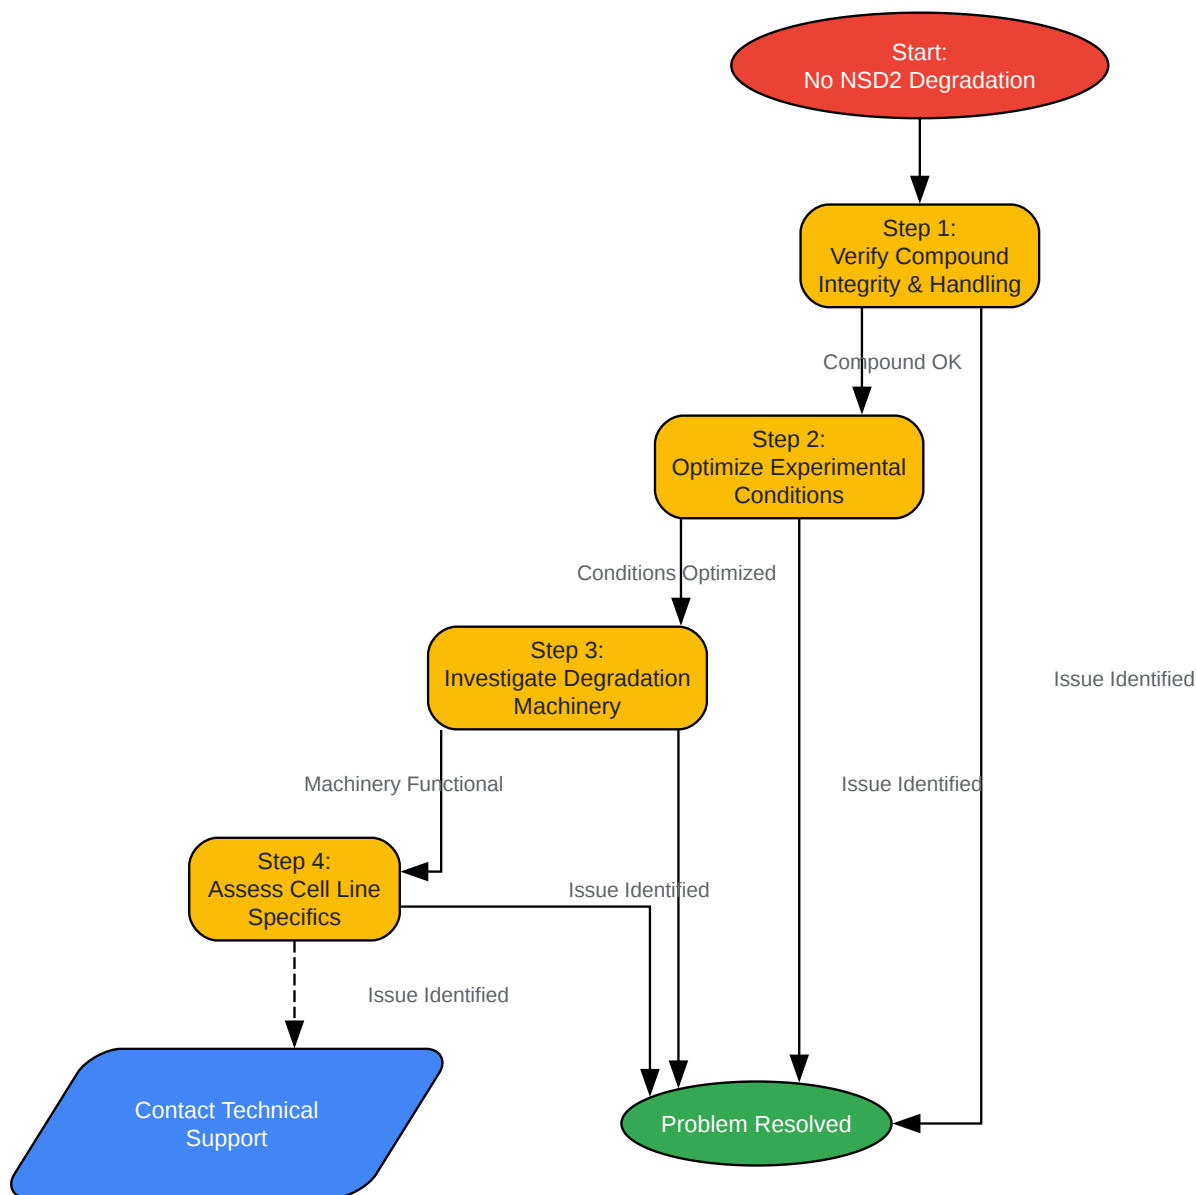 Start:
No NSD2 Degradation
Step 1:
Verify Compound
Integrity & Handling
Compound OK
Step 2:
Optimize Experimental
Conditions
Conditions Optimized
Step 3:
Investigate Degradation
Machinery
Issue Identified
Machinery Functional
Issue Identified
Step 4:
Assess Cell Line
Specifics
Issue Identified
Issue Identified
Contact Technical
Support
Problem Resolved